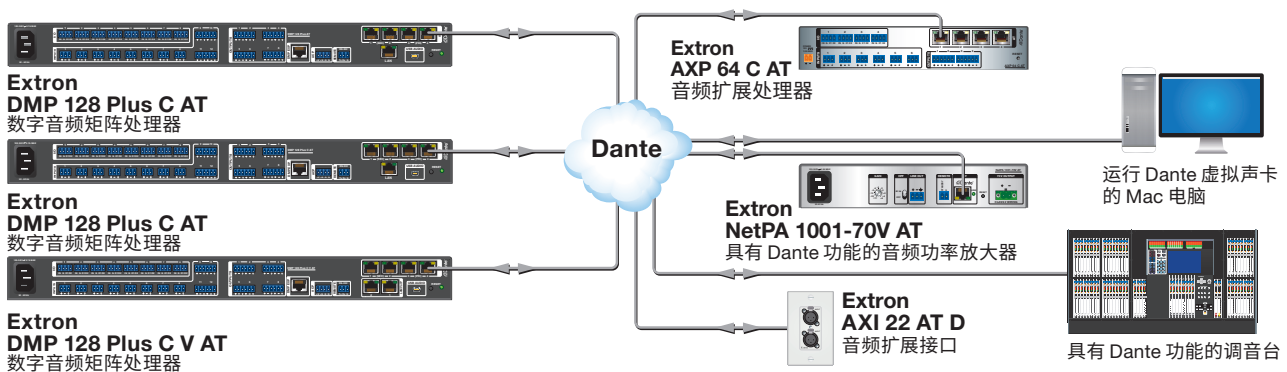 Extron
DMP 128 Plus C AT
数字音频矩阵处理器
Extron
DMP 128 Plus C AT
数字音频矩阵处理器
Extron
DMP 128 Plus C V AT
数字音频矩阵处理器
Dante
Extron
AXP 64 C AT
音频扩展处理器
运行 Dante 虚拟声卡
的 Mac 电脑
Extron
NetPA 1001-70V AT
具有 Dante 功能的音频功率放大器
Extron
AXI 22 AT D
音频扩展接口
具有 Dante 功能的调音台